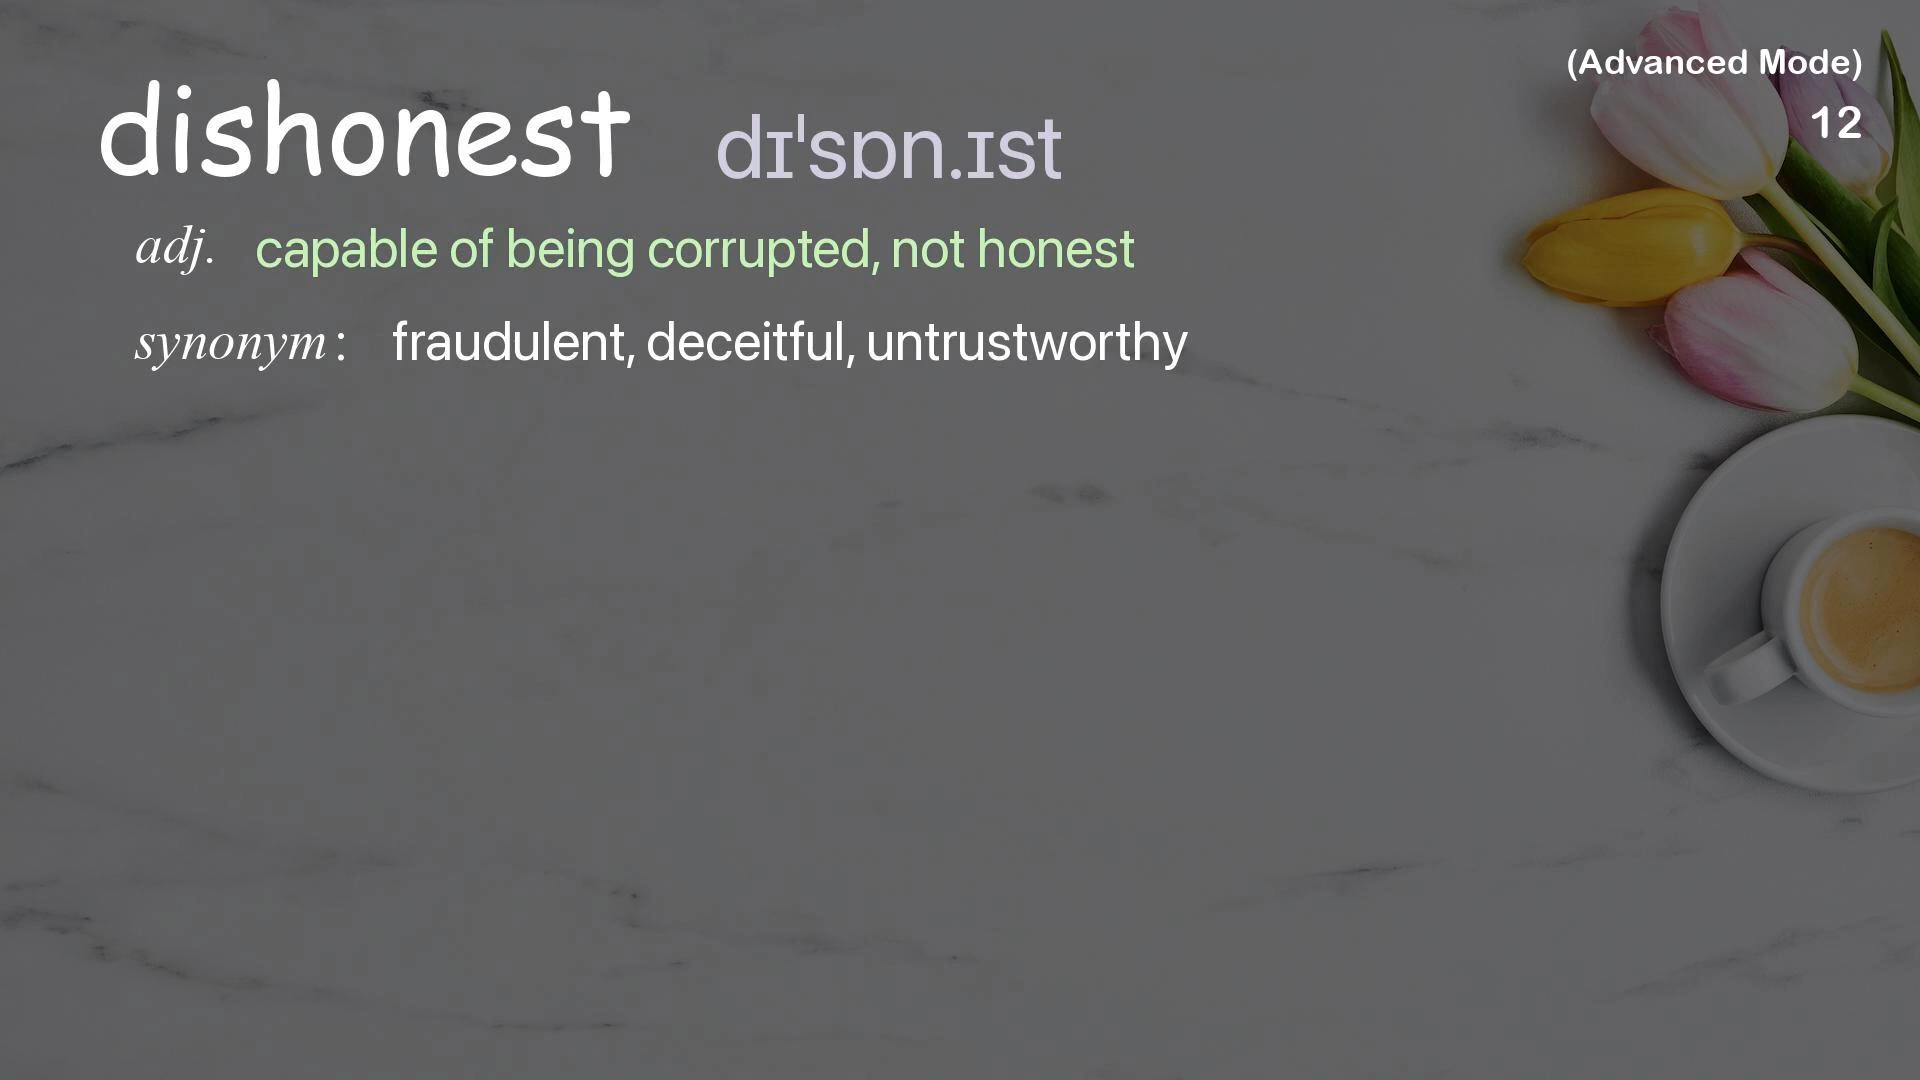 (Advanced Mode)
12
dishonest dɪˈsɒn.ɪst
adj. capable of being corrupted, not honest
synonym: fraudulent, deceitful, untrustworthy